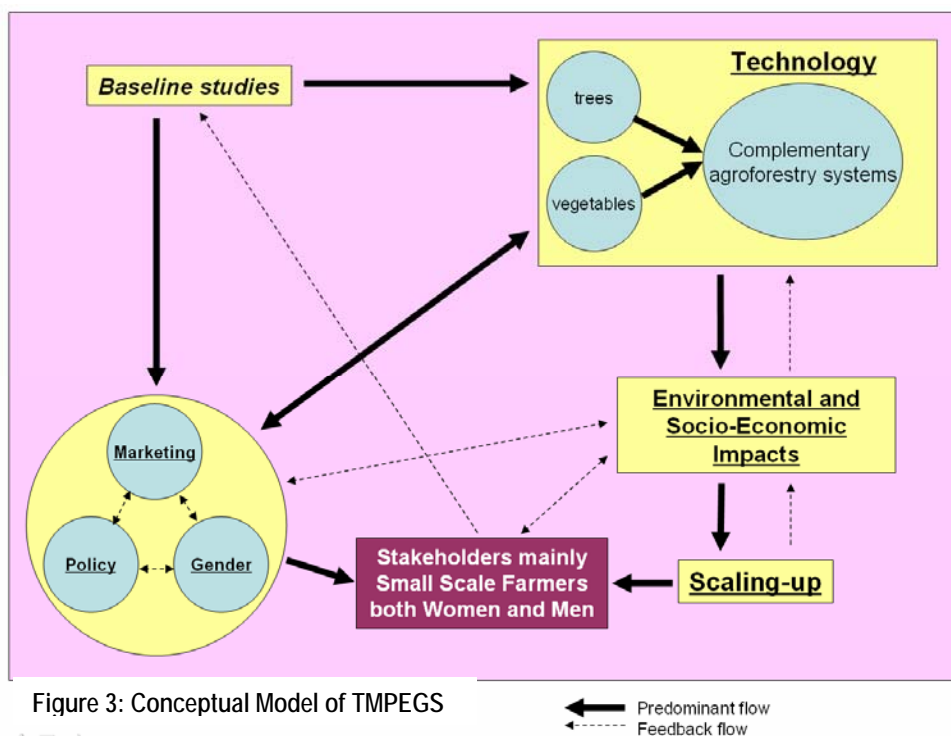 Baseline studies
Technology
trees
vegetables
Complementary
agroforestry systems
Environmental and
Socio-Economic
Impacts
Marketing
Policy
Gender
Stakeholders mainly
Small Scale Farmers
both Women and Men
Scaling-up
Figure 3: Conceptual Model of TMPEGS
Predominant flow
Feedback flow